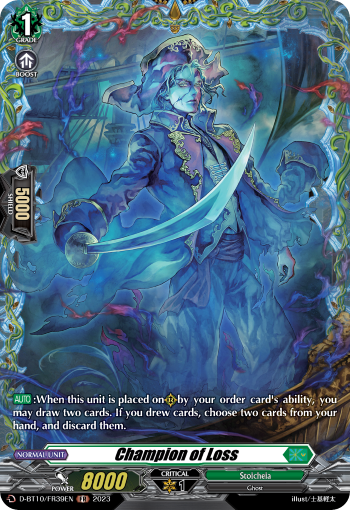 1
GRADE
BOOST
5000
SHIELD
AUTO:When this unit is placed on R by your order card's ability, you
may draw two cards. If you drew cards, choose two cards from your
hand, and discard them.
NORMAL UNIT
Champion of Loss
POWER 8000
CRITICAL
1
Stoicheia
Ghost
D-BT10/FR39EN FR 2023
illust/士基軽太